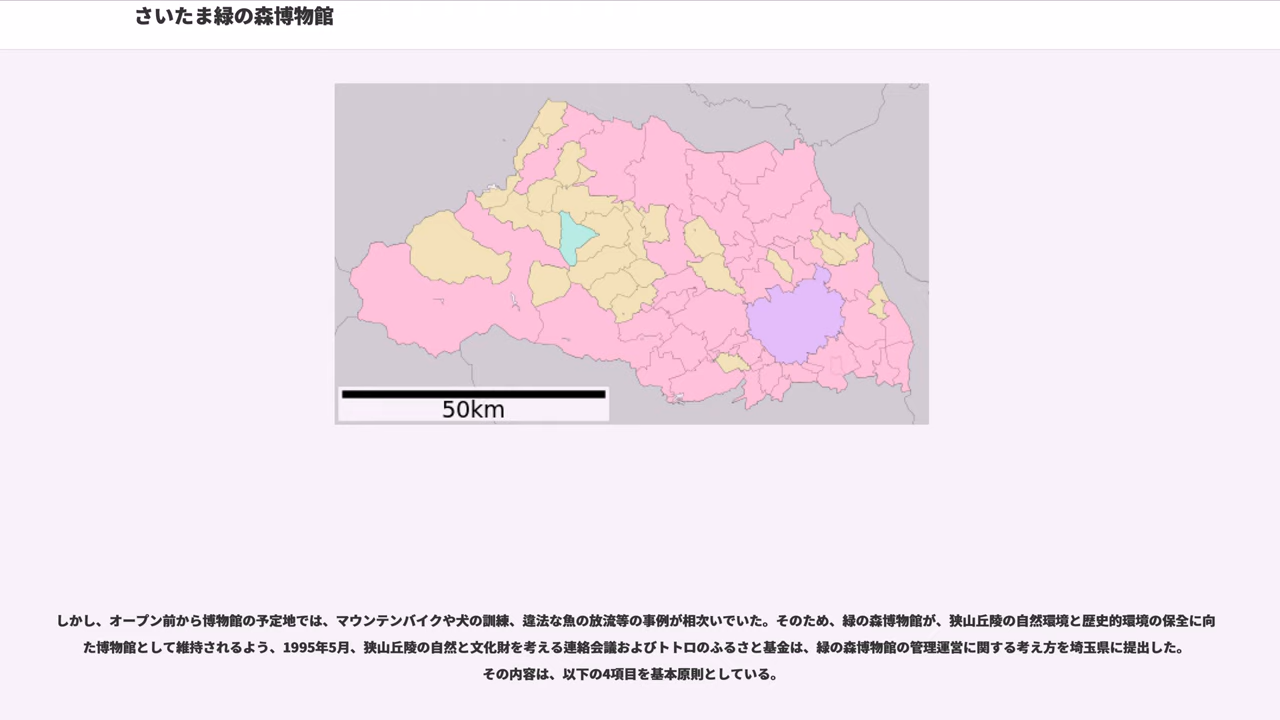 さいたま緑の森博物館
50km
しかし、オープン前から博物館の予定地では、マウンテンバイクや犬の訓練、違法な魚の放流等の事例が相次いでいた。そのため、緑の森博物館が、狭山丘陵の自然環境と歴史的環境の保全に向
た博物館として維持されるよう、1995年5月、狭山丘陵の自然と文化財を考える連絡会議およびトトロのふるさと基金は、緑の森博物館の管理運営に関する考え方を埼玉県に提出した。
その内容は、以下の4項目を基本原則としている。